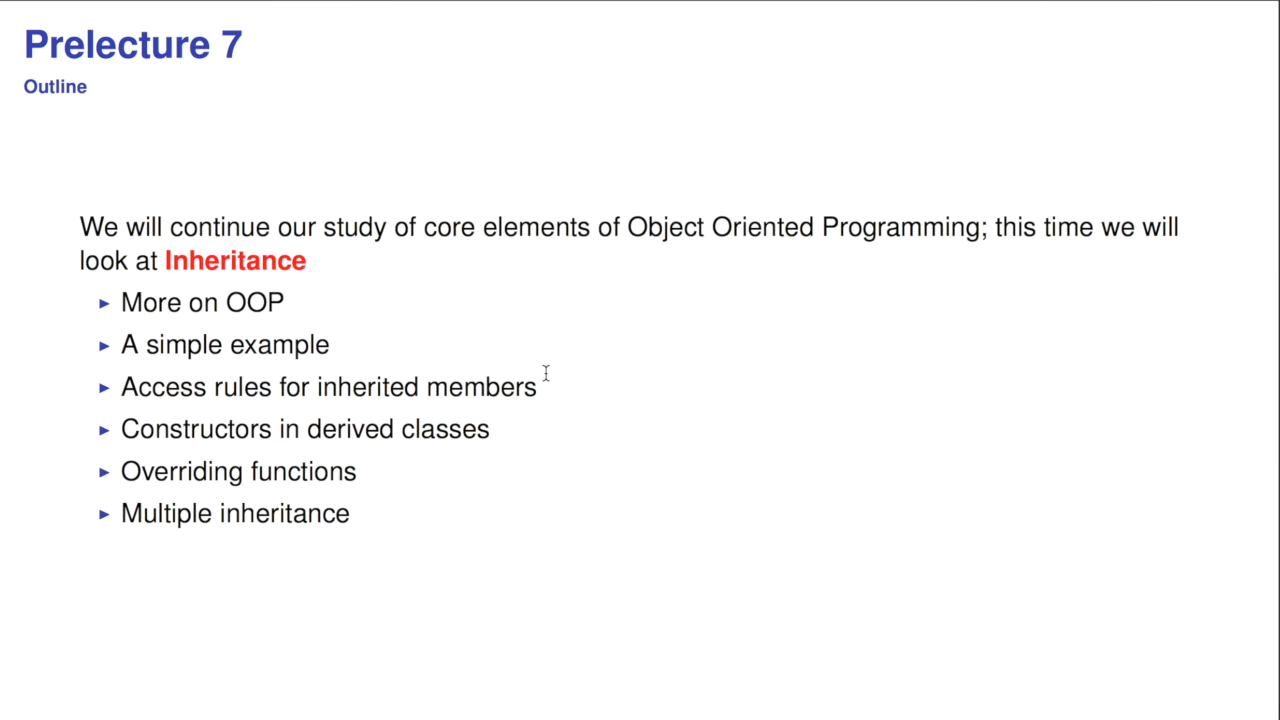 Prelecture 7
Outline
We will continue our study of core elements of Object Oriented Programming; this time we will
look at Inheritance
▸ More on OOP
▸ A simple example
▸ Access rules for inherited members
▸ Constructors in derived classes
▸ Overriding functions
▸ Multiple inheritance